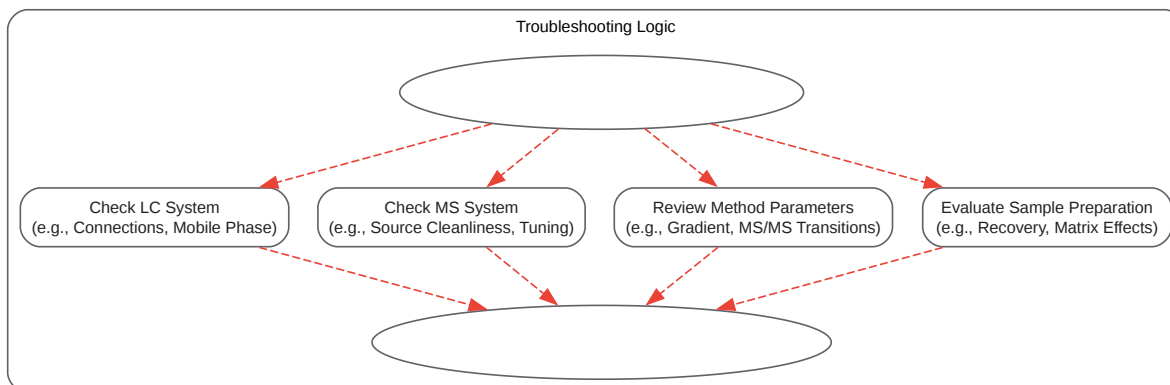 Troubleshooting Logic
Check LC System
(e.g., Connections, Mobile Phase)
Check MS System
(e.g., Source Cleanliness, Tuning)
Review Method Parameters
(e.g., Gradient, MS/MS Transitions)
Evaluate Sample Preparation
(e.g., Recovery, Matrix Effects)